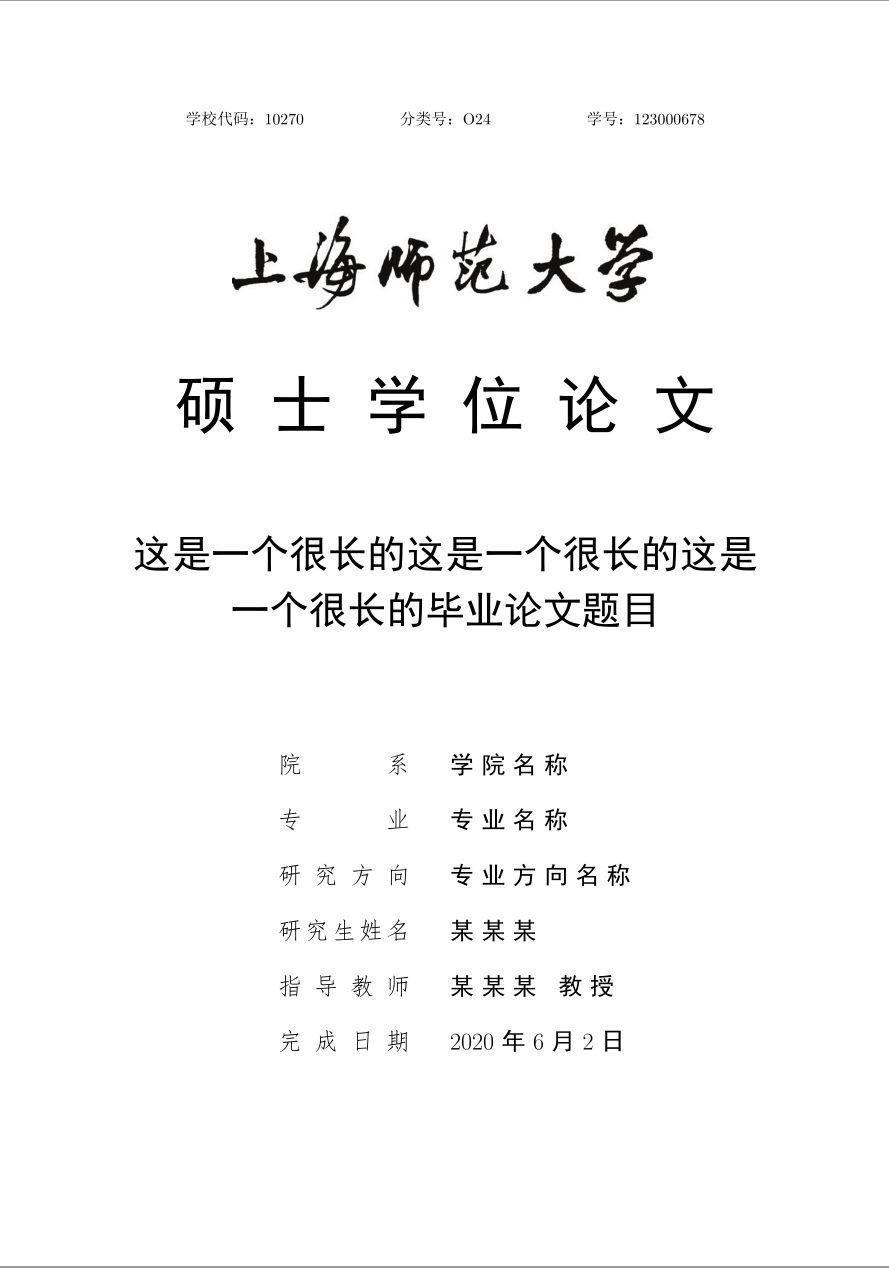 学校代码：10270 分类号：O24 学号：123000678
上海师范大学
硕士学位论文
这是一个很长的这是一个很长的这是
一个很长的毕业论文题目
院系 学院名称
专业 专业名称
研究方向 专业方向名称
研究生姓名 某某某
指导教师 某某某 教授
完成日期 2020 年 6 月 2 日